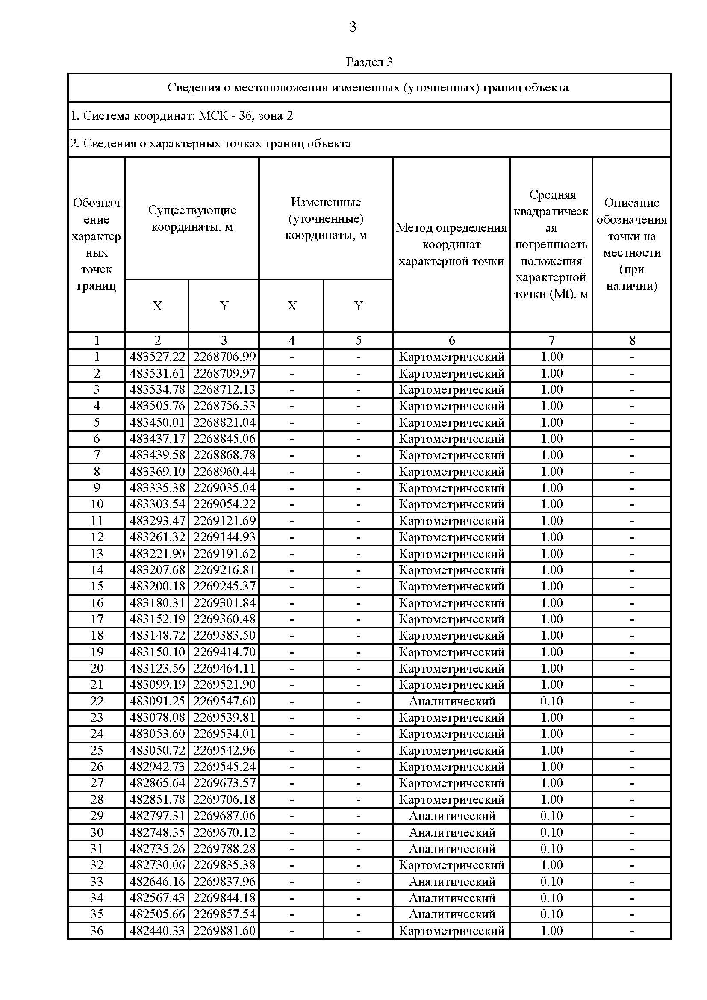 3
Раздел 3
Сведения о местоположении измененных (уточненных) границ объекта
1. Система координат: МСК - 36, зона 2
2. Сведения о характерных точках границ объекта
Обознач
ение
характер
ных
точек
границ
Существующие
координаты, м
Измененные
(уточненные)
координаты, м
Метод определения
координат
характерной точки
Средняя
квадратическ
ая
погрешность
положения
характерной
точки (Mt), м
Описание
обозначения
точки на
местности
(при
наличии)
X Y X Y
1 2 3 4 5 6 7 8
1 483527.22 2268706.99 - - Картометрический 1.00 -
2 483531.61 2268709.97 - - Картометрический 1.00 -
3 483534.78 2268712.13 - - Картометрический 1.00 -
4 483505.76 2268756.33 - - Картометрический 1.00 -
5 483450.01 2268821.04 - - Картометрический 1.00 -
6 483437.17 2268845.06 - - Картометрический 1.00 -
7 483439.58 2268868.78 - - Картометрический 1.00 -
8 483369.10 2268960.44 - - Картометрический 1.00 -
9 483335.38 2269035.04 - - Картометрический 1.00 -
10 483303.54 2269054.22 - - Картометрический 1.00 -
11 483293.47 2269121.69 - - Картометрический 1.00 -
12 483261.32 2269144.93 - - Картометрический 1.00 -
13 483221.90 2269191.62 - - Картометрический 1.00 -
14 483207.68 2269216.81 - - Картометрический 1.00 -
15 483200.18 2269245.37 - - Картометрический 1.00 -
16 483180.31 2269301.84 - - Картометрический 1.00 -
17 483152.19 2269360.48 - - Картометрический 1.00 -
18 483148.72 2269383.50 - - Картометрический 1.00 -
19 483150.10 2269414.70 - - Картометрический 1.00 -
20 483123.56 2269464.11 - - Картометрический 1.00 -
21 483099.19 2269521.90 - - Картометрический 1.00 -
22 483091.25 2269547.60 - - Аналитический 0.10 -
23 483078.08 2269539.81 - - Картометрический 1.00 -
24 483053.60 2269534.01 - - Картометрический 1.00 -
25 483050.72 2269542.96 - - Картометрический 1.00 -
26 482942.73 2269545.24 - - Картометрический 1.00 -
27 482865.64 2269673.57 - - Картометрический 1.00 -
28 482851.78 2269706.18 - - Картометрический 1.00 -
29 482797.31 2269687.06 - - Аналитический 0.10 -
30 482748.35 2269670.12 - - Аналитический 0.10 -
31 482735.26 2269788.28 - - Аналитический 0.10 -
32 482730.06 2269835.38 - - Картометрический 1.00 -
33 482646.16 2269837.96 - - Аналитический 0.10 -
34 482567.43 2269844.18 - - Аналитический 0.10 -
35 482505.66 2269857.54 - - Аналитический 0.10 -
36 482440.33 2269881.60 - - Картометрический 1.00 -